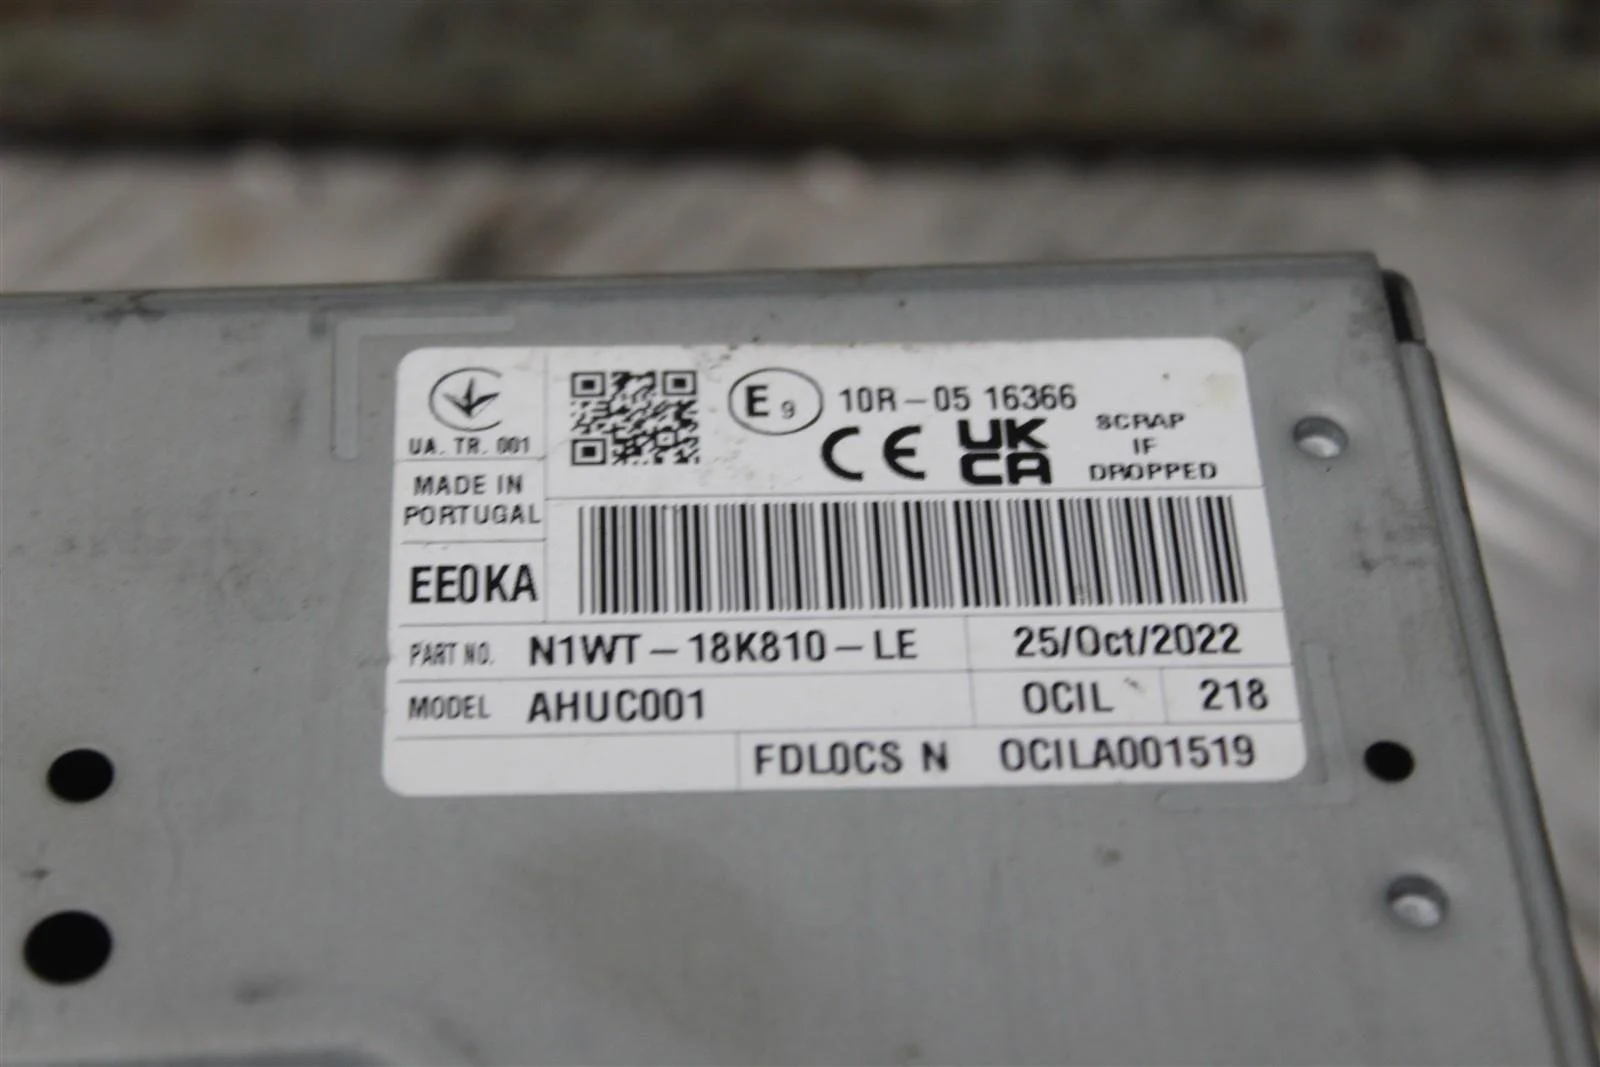 UA. TR. 001
E9
10R-05 16366
CE
UK
CA
SCRAP
IF
DROPPED
MADE IN
PORTUGAL
EE0KA
PART NO. N1WT-18K810-LE 25/Oct/2022
MODEL AHUC001 OCIL 218
FDLOCS N OCILA001519